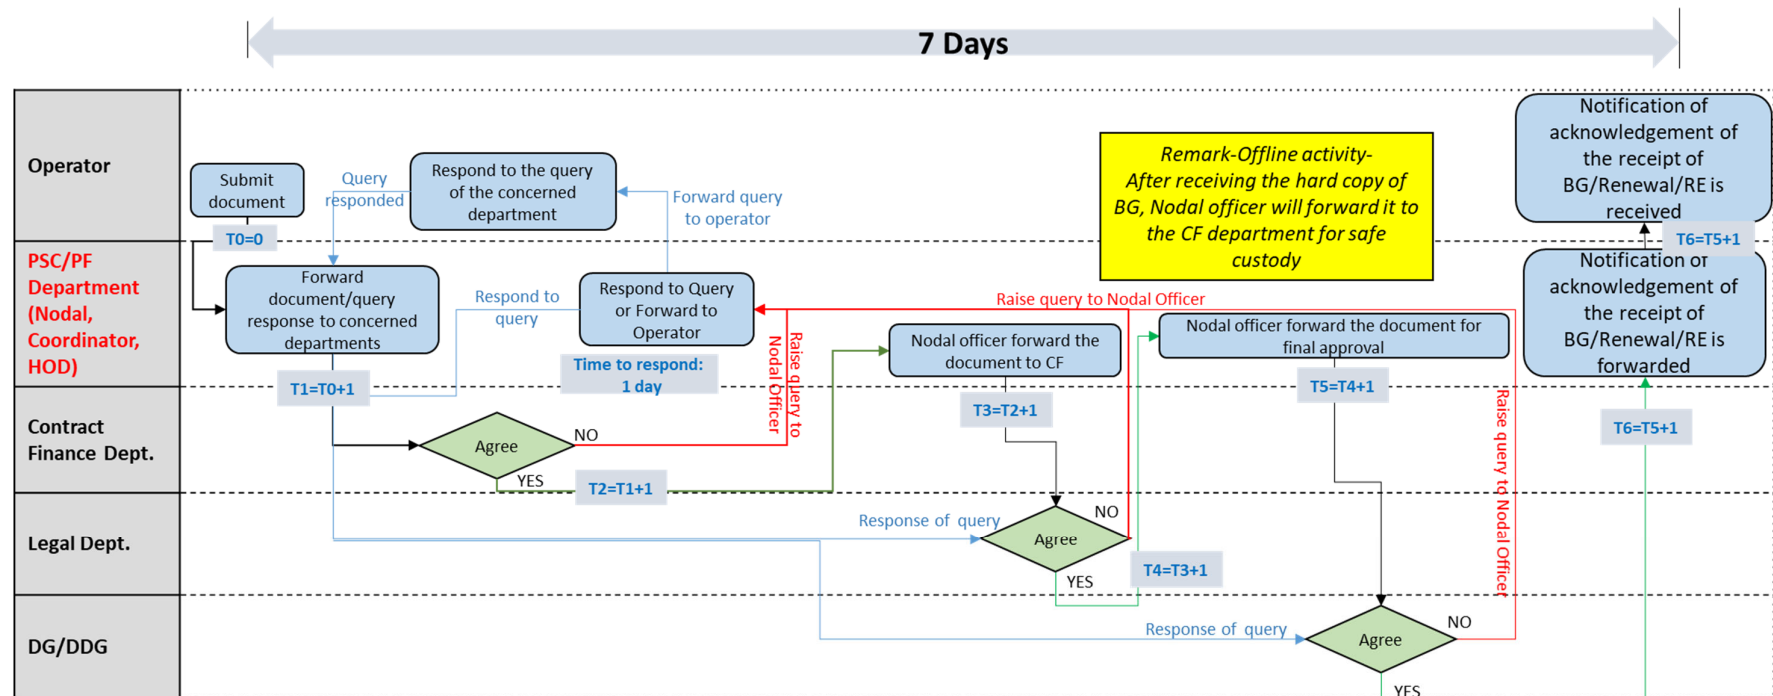 7 Days
Operator
Submit
document
T0=0
Query
responded
Respond to the query
of the concerned
department
Forward query
to operator
Remark-Offline activity-
After receiving the hard copy of
BG, Nodal officer will forward it to
the CF department for safe
custody
Notification of
acknowledgement of
the receipt of
BG/Renewal/RE is
received
T6=T5+1
PSC/PF
Department
(Nodal,
Coordinator,
HOD)
Forward
document/query
response to concerned
departments
T1=T0+1
Respond to
query
Respond to Query
or Forward to
Operator
Time to respond:
1 day
Raise query to
Nodal Officer
Raise query to Nodal Officer
Nodal officer forward the
document to CF
T3=T2+1
Nodal officer forward the document for
final approval
T5=T4+1
Notification of
acknowledgement of
the receipt of
BG/Renewal/RE is
forwarded
T6=T5+1
Contract
Finance Dept.
Agree
NO
YES
T2=T1+1
Raise query to Nodal Officer
Legal Dept.
Response of query
Agree
NO
YES
T4=T3+1
DG/DDG
Response of query
Agree
NO
YES